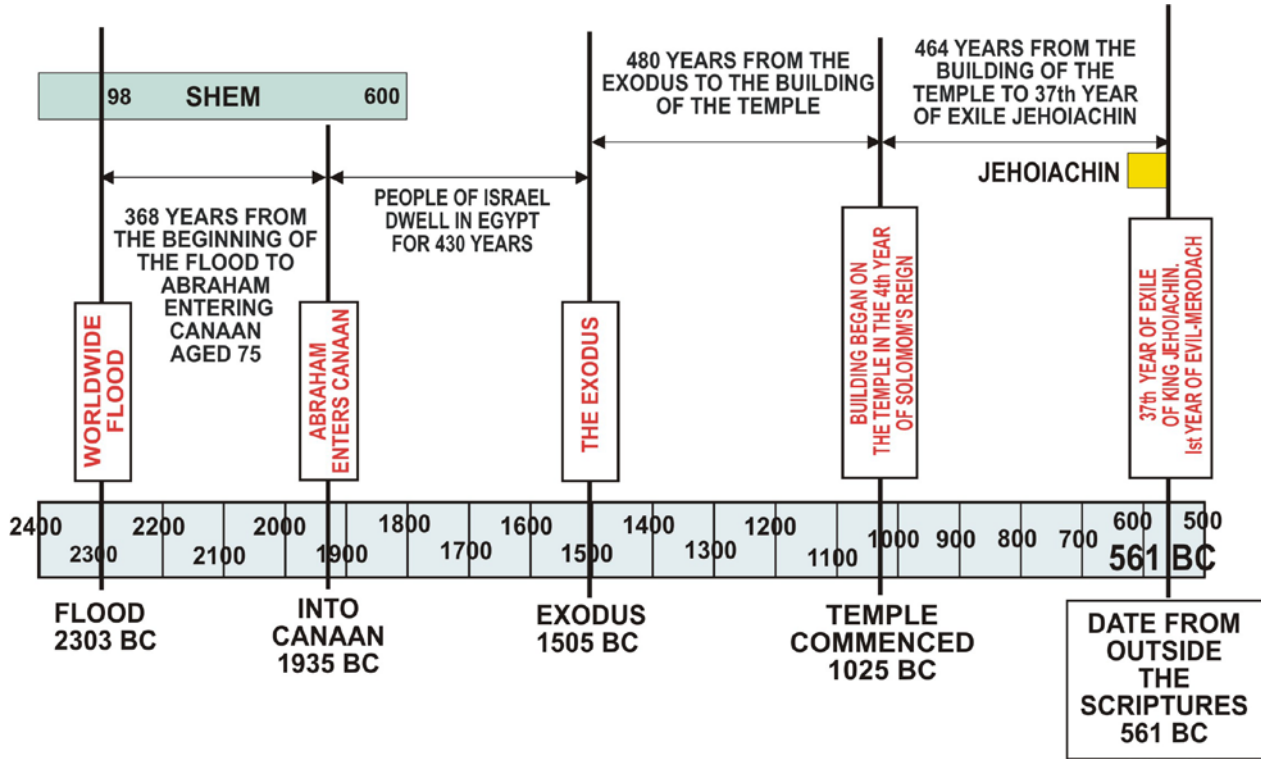 98 SHEM 600
368 YEARS FROM
THE BEGINNING OF
THE FLOOD TO
ABRAHAM
ENTERING
CANAAN
AGED 75
PEOPLE OF ISRAEL
DWELL IN EGYPT
FOR 430 YEARS
480 YEARS FROM THE
EXODUS TO THE BUILDING
OF THE TEMPLE
464 YEARS FROM THE
BUILDING OF THE
TEMPLE TO 37th YEAR
OF EXILE JEHOIACHIN
JEHOIACHIN
WORLDWIDE
FLOOD
ABRAHAM
ENTERS CANAAN
THE EXODUS
BUILDING BEGAN ON
THE TEMPLE IN THE 4th YEAR
OF SOLOMOM'S REIGN
37th YEAR OF EXILE
OF KING JEHOIACHIN.
1st YEAR OF EVIL-MERODACH
2400 2300 2200 2100 2000 1900 1800 1700 1600 1500 1400 1300 1200 1100 1000 900 800 700 600 500
561 BC
FLOOD
2303 BC
INTO
CANAAN
1935 BC
EXODUS
1505 BC
TEMPLE
COMMENCED
1025 BC
DATE FROM
OUTSIDE
THE
SCRIPTURES
561 BC